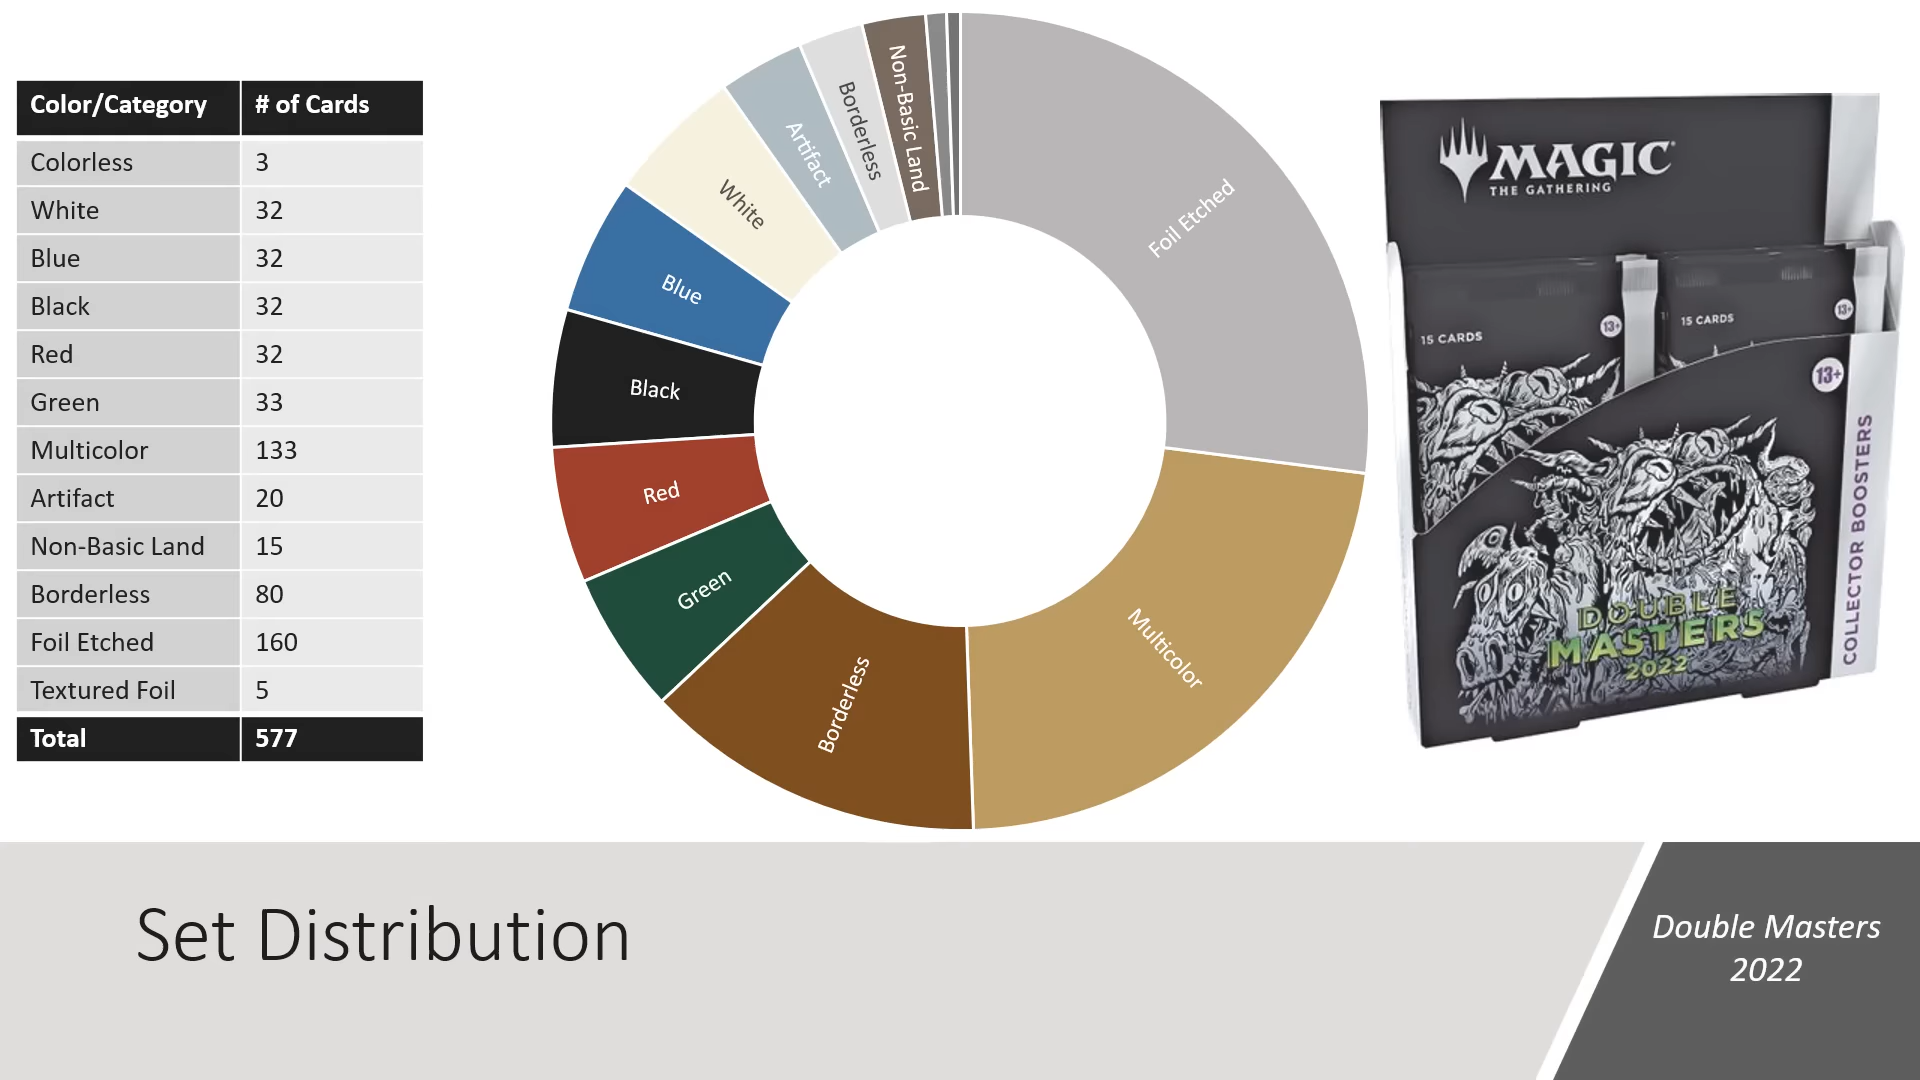 Color/Category # of Cards
Colorless 3
White 32
Blue 32
Black 32
Red 32
Green 33
Multicolor 133
Artifact 20
Non-Basic Land 15
Borderless 80
Foil Etched 160
Textured Foil 5
Total 577
Foil Etched
Multicolor
Borderless
Green
Red
Black
Blue
White
Artifact
Borderless
Non-Basic Land
MAGIC
THE GATHERING
15 CARDS
13+
15 CARDS
13+
13+
DOUBLE
MASTERS
2022
COLLECTOR BOOSTERS
Set Distribution
Double Masters
2022